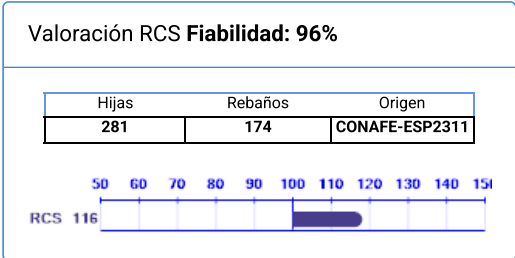 Valoración RCS Fiabilidad: 96%
Hijas Rebaños Origen
281 174 CONAFE-ESP2311
50 60 70 80 90 100 110 120 130 140
RCS 116